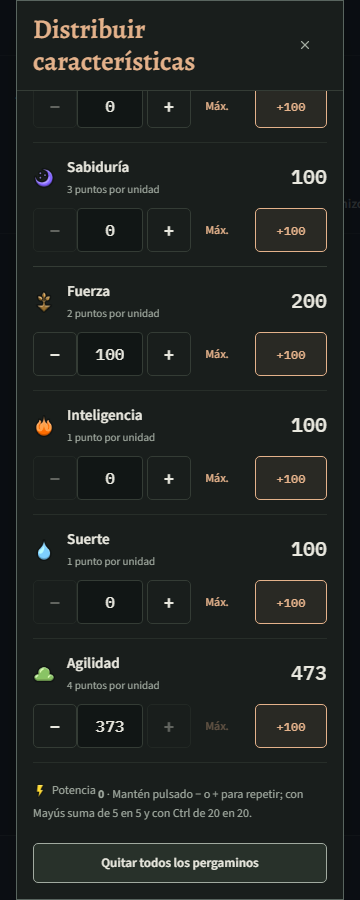 Distribuir
características
×
− 0 + Máx. +100
Sabiduría 100
3 puntos por unidad
− 0 + Máx. +100
Fuerza 200
2 puntos por unidad
− 100 + Máx. +100
Inteligencia 100
1 punto por unidad
− 0 + Máx. +100
Suerte 100
1 punto por unidad
− 0 + Máx. +100
Agilidad 473
4 puntos por unidad
− 373 + Máx. +100
Potencia 0 · Mantén pulsado − o + para repetir; con
Mayús suma de 5 en 5 y con Ctrl de 20 en 20.
Quitar todos los pergaminos